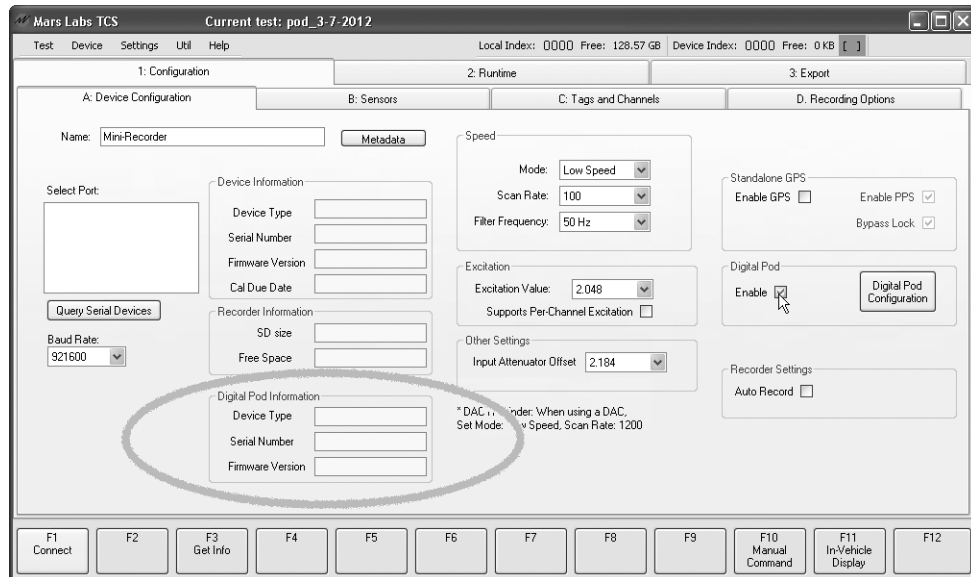 Mars Labs TCS Current test: pod_3-7-2012
Test Device Settings Util Help Local Index: 0000 Free: 128.57 GB Device Index: 0000 Free: 0 KB [ ]
1: Configuration 2: Runtime 3: Export
A: Device Configuration B: Sensors C: Tags and Channels D. Recording Options
Name: Mini-Recorder Metadata
Select Port:
Query Serial Devices
Baud Rate:
921600
Device Information
Device Type
Serial Number
Firmware Version
Cal Due Date
Recorder Information
SD size
Free Space
Digital Pod Information
Device Type
Serial Number
Firmware Version
Speed
Mode: Low Speed
Scan Rate: 100
Filter Frequency: 50 Hz
Excitation
Excitation Value: 2.048
Supports Per-Channel Excitation
Other Settings
Input Attenuator Offset 2.184
* DAC inder: When using a DAC,
Set Mode: w Speed, Scan Rate: 1200
Standalone GPS
Enable GPS Enable PPS
Bypass Lock
Digital Pod
Enable Digital Pod
Configuration
Recorder Settings
Auto Record
F1
Connect
F2
F3
Get Info
F4
F5
F6
F7
F8
F9
F10
Manual
Command
F11
In-Vehicle
Display
F12